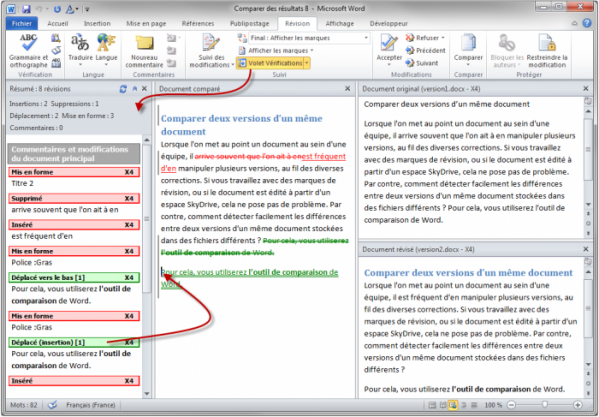 Comparer des résultats 8 - Microsoft Word
Fichier Accueil Insertion Mise en page Références Publipostage Révision Affichage Développeur
Grammaire et orthographe
Traduire Langue
Nouveau commentaire
Suivi des modifications
Final : Afficher les marques
Afficher les marques
Volet Vérifications
Accepter
Refuser
Précédent
Suivant
Comparer
Bloquer les auteurs
Restreindre la modification
Vérification Langue Commentaires Suivi Modifications Comparer Protéger
Résumé : 8 révisions
Insertions : 2 Suppressions : 1
Déplacement : 2 Mise en forme : 3
Commentaires : 0
Commentaires et modifications
du document principal
Mis en forme X4
Titre 2
Supprimé X4
arrive souvent que l'on ait à en
Inséré X4
est fréquent d'en
Mis en forme X4
Police :Gras
Déplacé vers le bas [1] X4
Pour cela, vous utiliserez l'outil de
comparaison de Word.
Mis en forme X4
Police :Gras
Déplacé (insertion) [1] X4
Pour cela, vous utiliserez l'outil de
comparaison de Word.
Inséré X4
Document comparé
Comparer deux versions d'un même
document
Lorsque l'on met au point un document au sein d'une
équipe, il arrive souvent que l'on ait à enest fréquent
d'en manipuler plusieurs versions, au fil des diverses
corrections. Si vous travaillez avec des marques de
révision, ou si le document est édité à partir d'un
espace SkyDrive, cela ne pose pas de problème. Par
contre, comment détecter facilement les différences
entre deux versions d'un même document stockées
dans des fichiers différents ? Pour cela, vous utiliserez
l'outil de comparaison de Word.
Pour cela, vous utiliserez l'outil de comparaison de
Word.
Document original (version1.docx - X4)
Comparer deux versions d'un même document
Lorsque l'on met au point un document au sein d'une
équipe, il arrive souvent que l'on ait à en manipuler plusieurs
versions, au fil des diverses corrections. Si vous travaillez
avec des marques de révision, ou si le document est édité à
partir d'un espace SkyDrive, cela ne pose pas de problème.
Par contre, comment détecter facilement les différences
entre deux versions d'un même document stockées dans
des fichiers différents ? Pour cela, vous utiliserez l'outil de
comparaison de Word.
Document révisé (version2.docx - X4)
Comparer deux versions d'un même document
Lorsque l'on met au point un document au sein d'une
équipe, il est fréquent d'en manipuler plusieurs versions, au
fil des diverses corrections. Si vous travaillez avec des
marques de révision, ou si le document est édité à partir
d'un espace SkyDrive, cela ne pose pas de problème. Par
contre, comment détecter facilement les différences entre
deux versions d'un même document stockées dans des
fichiers différents ?
Pour cela, vous utiliserez l'outil de comparaison de Word.
Mots : 82 Français (France) 100 %